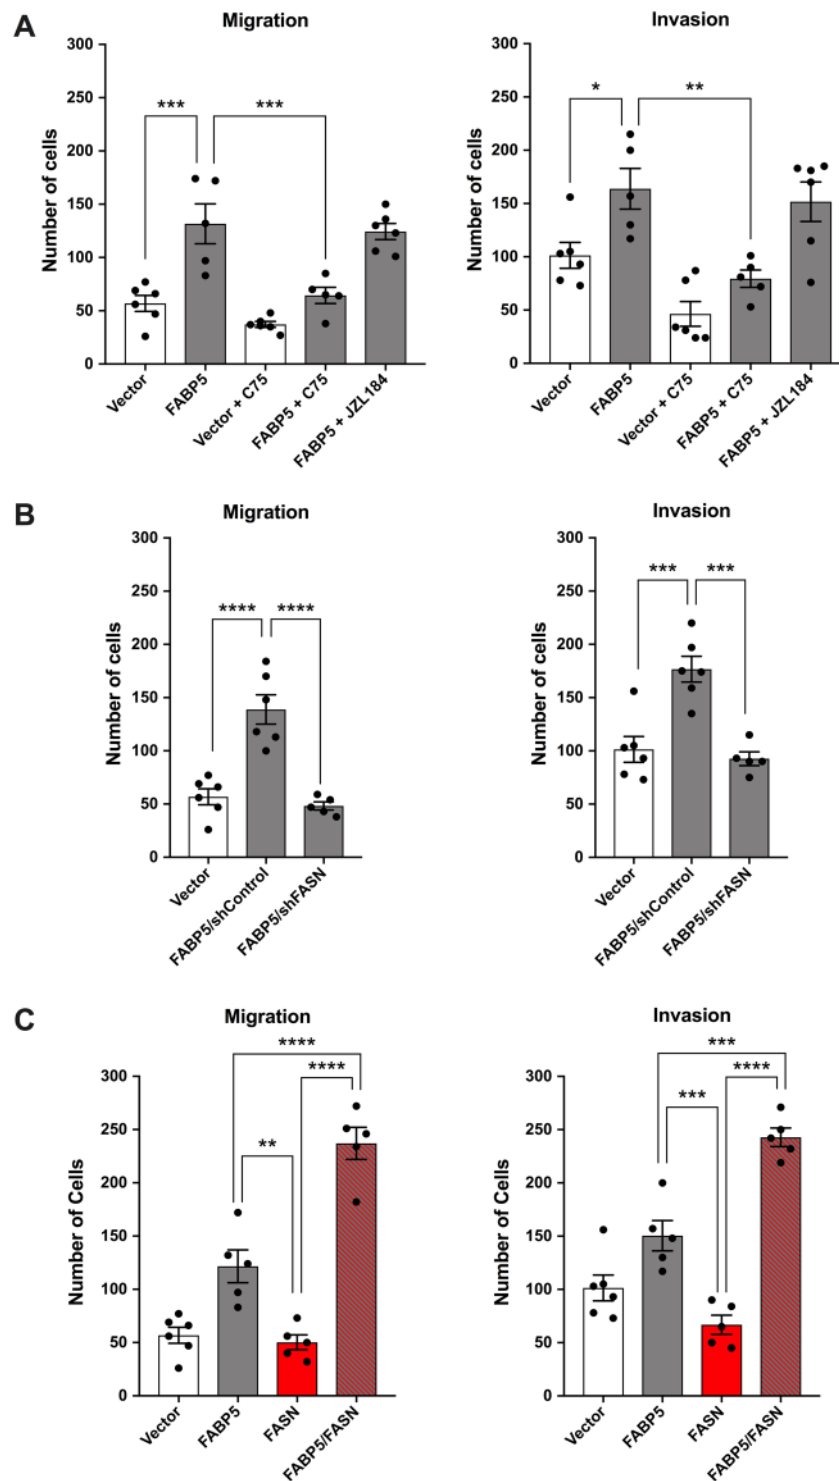 A
Migration
Number of cells
300
250
200
150
100
50
0
***
***
Vector
FABP5
Vector + C75
FABP5 + C75
FABP5 + JZL184
Invasion
Number of cells
300
250
200
150
100
50
0
*
**
Vector
FABP5
Vector + C75
FABP5 + C75
FABP5 + JZL184
B
Migration
Number of cells
300
250
200
150
100
50
0
****
****
Vector
FABP5/shControl
FABP5/shFASN
Invasion
Number of cells
300
250
200
150
100
50
0
***
***
Vector
FABP5/shControl
FABP5/shFASN
C
Migration
Number of Cells
300
250
200
150
100
50
0
****
****
**
Vector
FABP5
FASN
FABP5/FASN
Invasion
Number of Cells
300
250
200
150
100
50
0
***
****
***
Vector
FABP5
FASN
FABP5/FASN